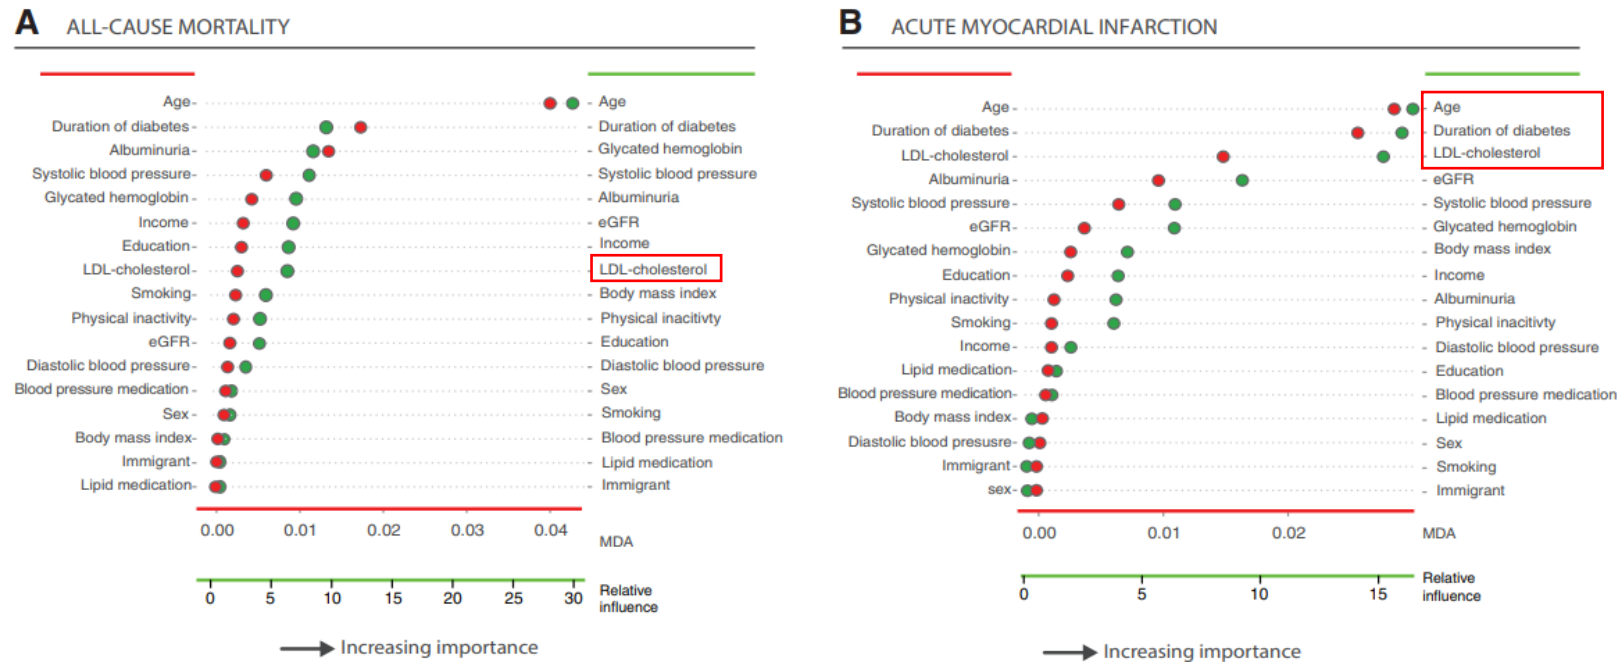 A ALL-CAUSE MORTALITY
Age
Duration of diabetes
Albuminuria
Systolic blood pressure
Glycated hemoglobin
Income
Education
LDL-cholesterol
Smoking
Physical inactivity
eGFR
Diastolic blood pressure
Blood pressure medication
Sex
Body mass index
Immigrant
Lipid medication
Age
Duration of diabetes
Glycated hemoglobin
Systolic blood pressure
Albuminuria
eGFR
Income
LDL-cholesterol
Body mass index
Physical inacitivty
Education
Diastolic blood pressure
Sex
Smoking
Blood pressure medication
Lipid medication
Immigrant
0.00 0.01 0.02 0.03 0.04
MDA
0 5 10 15 20 25 30
Relative
influence
Increasing importance
B ACUTE MYOCARDIAL INFARCTION
Age
Duration of diabetes
LDL-cholesterol
Albuminuria
Systolic blood pressure
eGFR
Glycated hemoglobin
Education
Physical inactivity
Smoking
Income
Lipid medication
Blood pressure medication
Body mass index
Diastolic blood presusre
Immigrant
sex
Age
Duration of diabetes
LDL-cholesterol
eGFR
Systolic blood pressure
Glycated hemoglobin
Body mass index
Income
Albuminuria
Physical inacitivty
Diastolic blood pressure
Education
Blood pressure medication
Lipid medication
Sex
Smoking
Immigrant
0.00 0.01 0.02
MDA
0 5 10 15
Relative
influence
Increasing importance